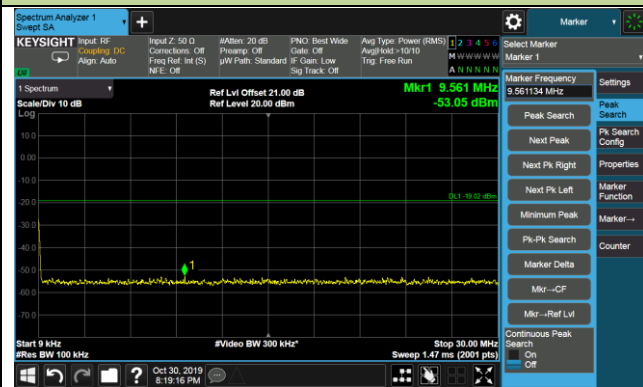 Spectrum Analyzer 1
Swept SA
+
Marker
KEYSIGHT
Input: RF
Coupling: DC
Align: Auto
Input Z: 50 Ω
Corrections: Off
Freq Ref: Int (S)
NFE: Off
#Atten: 20 dB
Preamp: Off
µW Path: Standard
PNO: Best Wide
Gate: Off
IF Gain: Low
Sig Track: Off
Avg Type: Power (RMS)
Avg|Hold:>10/10
Trig: Free Run
1 2 3 4 5 6
M W W W W W
A N N N N N
LXI
Select Marker
Marker 1
1 Spectrum
Scale/Div 10 dB
Log
Ref Lvl Offset 21.00 dB
Ref Level 20.00 dBm
Mkr1 9.561 MHz
-53.05 dBm
10.0
0.00
-10.0
-20.0
-30.0
-40.0
-50.0
-60.0
-70.0
DL1 -19.02 dBm
1
Start 9 kHz
#Res BW 100 kHz
#Video BW 300 kHz*
Stop 30.00 MHz
Sweep 1.47 ms (2001 pts)
Marker Frequency
9.561134 MHz
Peak Search
Next Peak
Next Pk Right
Next Pk Left
Minimum Peak
Pk-Pk Search
Marker Delta
Mkr→CF
Mkr→Ref Lvl
Continuous Peak
Search
On
Off
Settings
Peak
Search
Pk Search
Config
Properties
Marker
Function
Marker→
Counter
?
Oct 30, 2019
8:19:16 PM